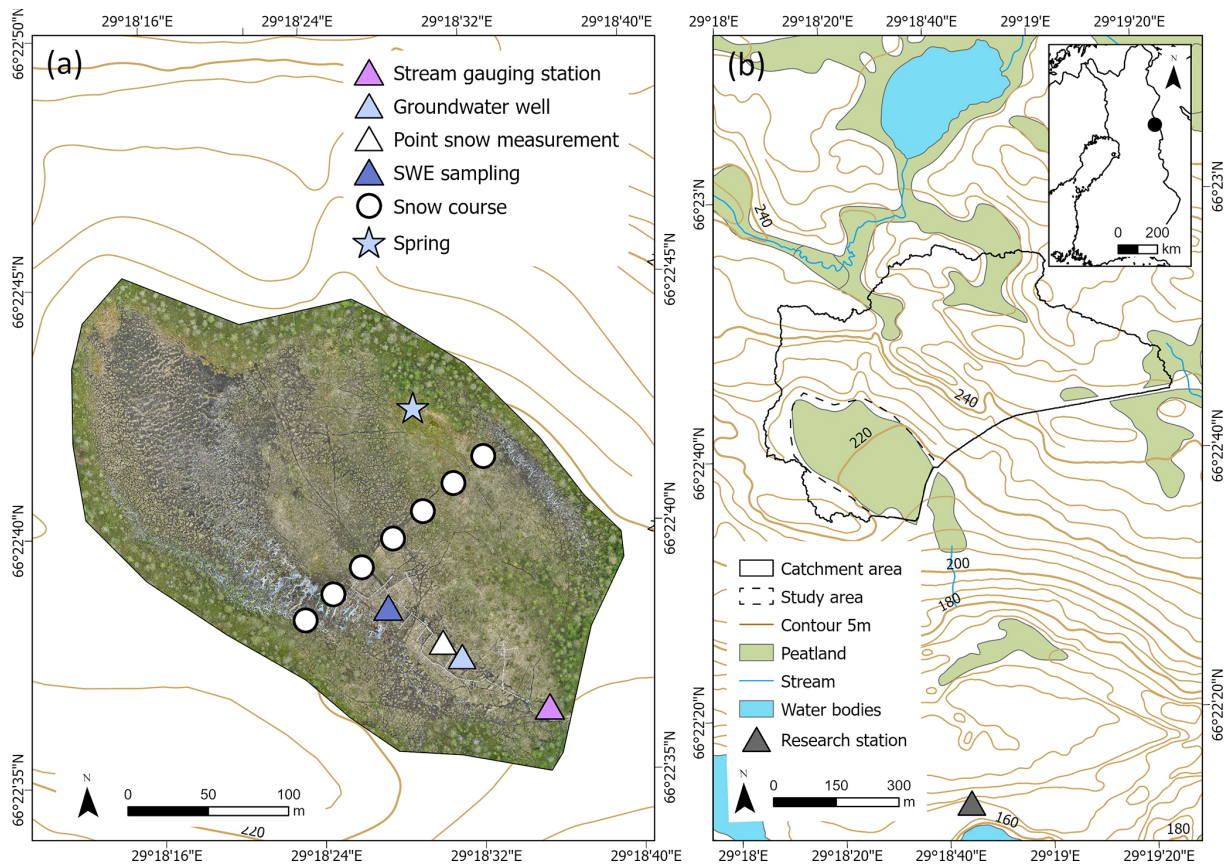 29°18'16"E 29°18'24"E 29°18'32"E 29°18'40"E
66°22'50"N
66°22'45"N
66°22'40"N
66°22'35"N
(a)
Stream gauging station
Groundwater well
Point snow measurement
SWE sampling
Snow course
Spring
66°22'45"N
66°22'40"N
66°22'35"N
N
0 50 100
m
220
29°18'16"E 29°18'24"E 29°18'32"E 29°18'40"E
29°18'E 29°18'20"E 29°18'40"E 29°19'E 29°19'20"E
66°23'N
66°22'40"N
66°22'20"N
(b)
N
0 200
km
240
240
220
200
180
Catchment area
Study area
Contour 5m
Peatland
Stream
Water bodies
Research station
N
0 150 300
m
160
180
66°23'N
66°22'40"N
66°22'20"N
29°18'E 29°18'20"E 29°18'40"E 29°19'E 29°19'20"E